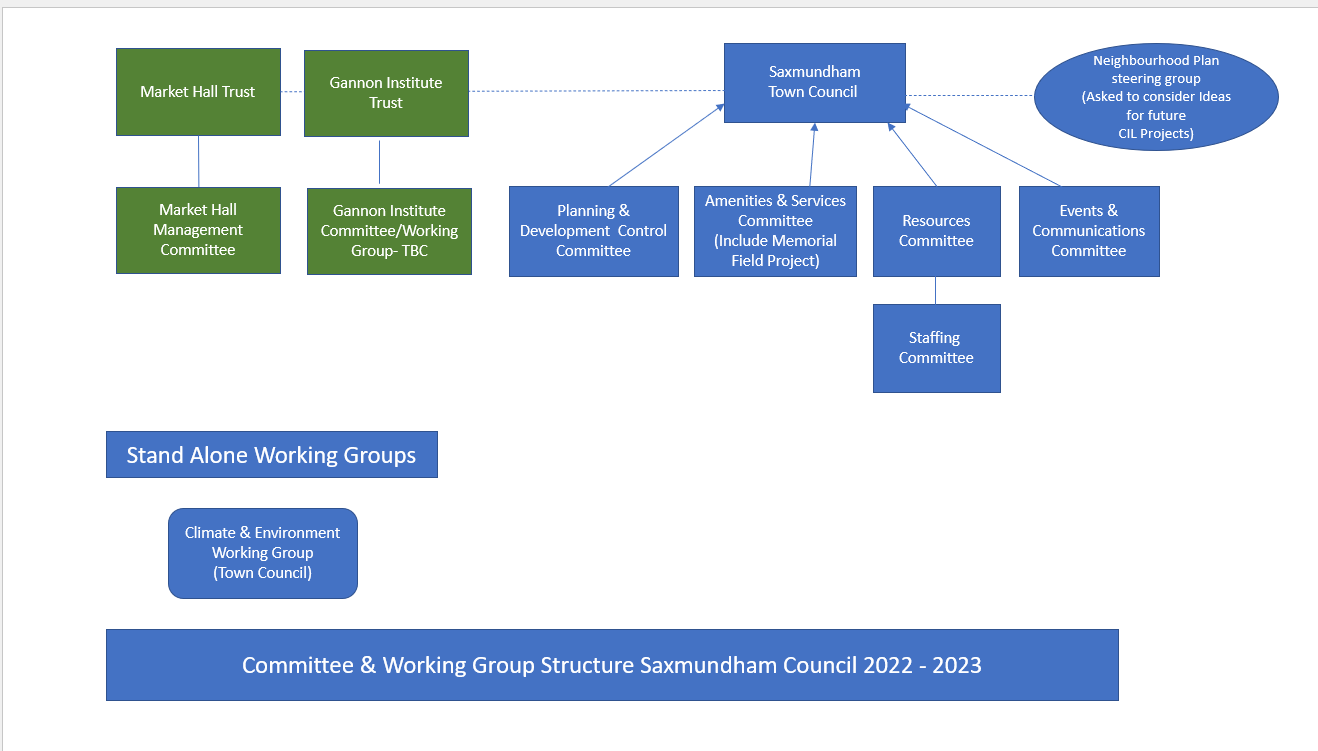 Market Hall Trust
Gannon Institute
Trust
Saxmundham
Town Council
Neighbourhood Plan
steering group
(Asked to consider Ideas
for future
CIL Projects)
Market Hall
Management
Committee
Gannon Institute
Committee/Working
Group- TBC
Planning &
Development  Control
Committee
Amenities & Services
Committee
(Include Memorial
Field Project)
Resources
Committee
Events &
Communications
Committee
Staffing
Committee
Stand Alone Working Groups
Climate & Environment
Working Group
(Town Council)
Committee & Working Group Structure Saxmundham Council 2022 - 2023